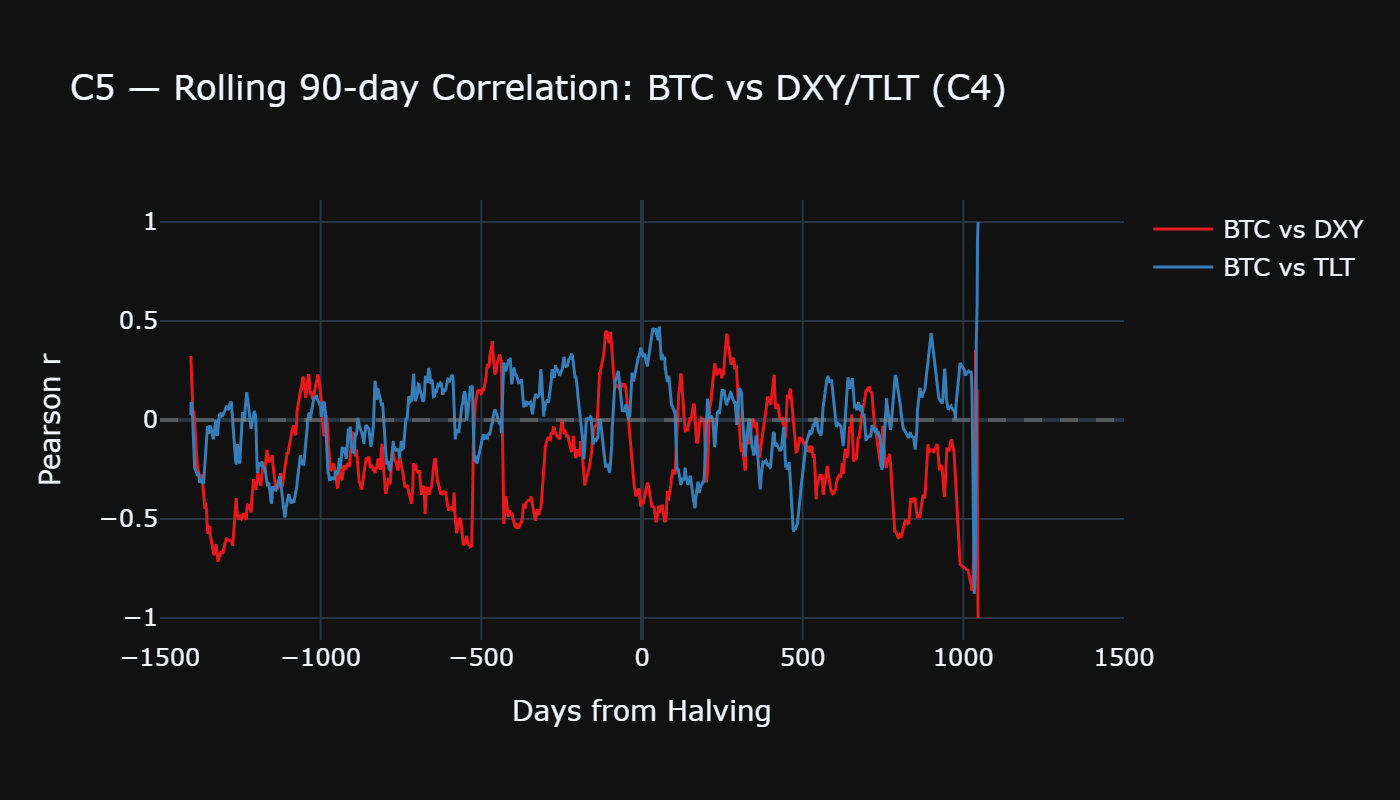 C5 — Rolling 90-day Correlation: BTC vs DXY/TLT (C4)
BTC vs DXY
BTC vs TLT
1
0.5
0
−0.5
−1
Pearson r
−1500 −1000 −500 0 500 1000 1500
Days from Halving